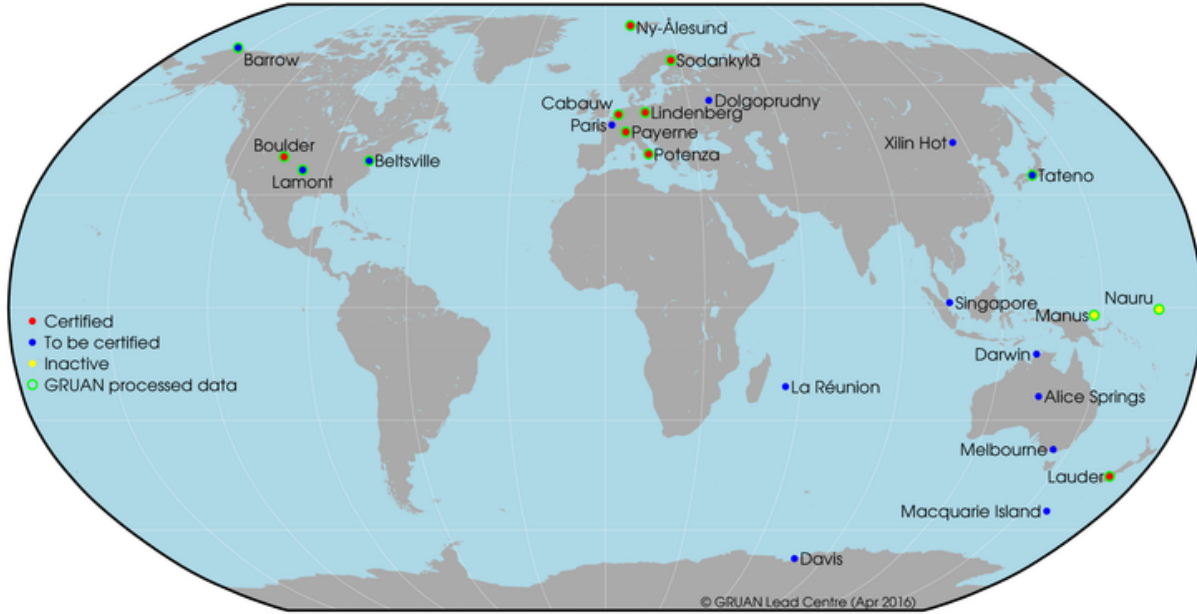 Ny-Ålesund
Barrow
Sodankylä
Cabauw
Dolgoprudny
Lindenberg
Paris
Payerne
Xilin Hot
Boulder
Potenza
Beltsville
Lamont
Tateno
Singapore
Nauru
Manus
Certified
To be certified
Inactive
GRUAN processed data
Darwin
La Réunion
Alice Springs
Melbourne
Lauder
Macquarie Island
Davis
© GRUAN Lead Centre (Apr 2016)